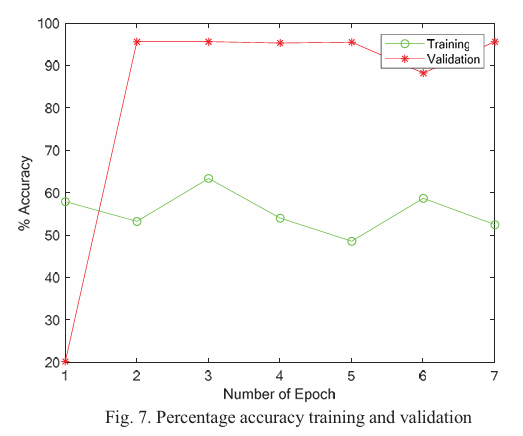 100
90
80
70
60
50
40
30
20
% Accuracy
Training
Validation
1 2 3 4 5 6 7
Number of Epoch
Fig. 7. Percentage accuracy training and validation